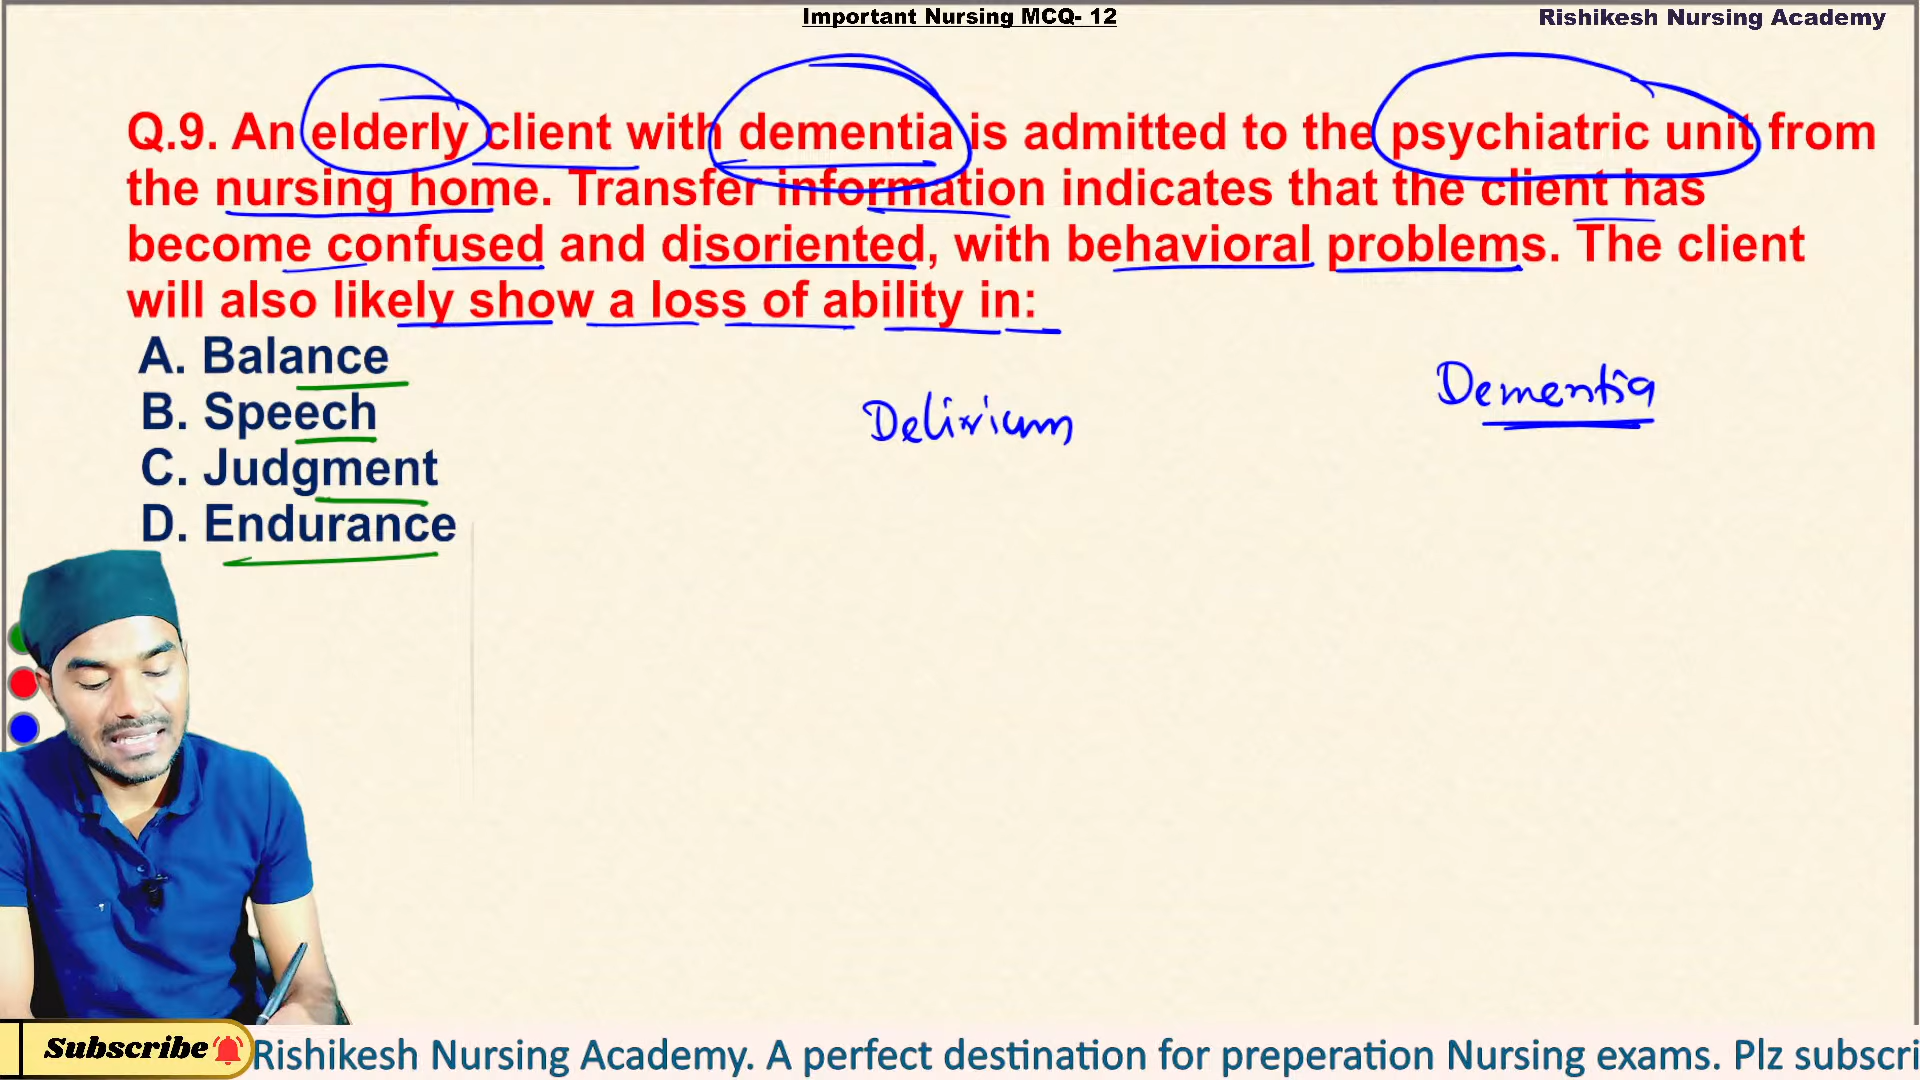 Important Nursing MCQ- 12
Rishikesh Nursing Academy
Q.9. An elderly client with dementia is admitted to the psychiatric unit from
the nursing home. Transfer information indicates that the client has
become confused and disoriented, with behavioral problems. The client
will also likely show a loss of ability in:
A. Balance
B. Speech
C. Judgment
D. Endurance
Delirium
Dementia
Subscribe
Rishikesh Nursing Academy. A perfect destination for preperation Nursing exams. Plz subscri